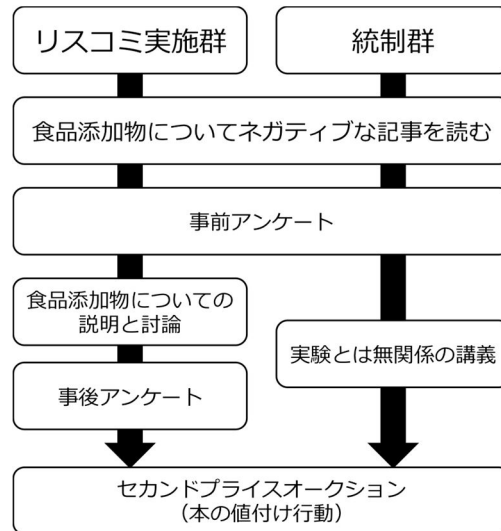 リスコミ実施群
統制群
食品添加物についてネガティブな記事を読む
事前アンケート
食品添加物についての
説明と討論
実験とは無関係の講義
事後アンケート
セカンドプライスオークション
（本の値付け行動）